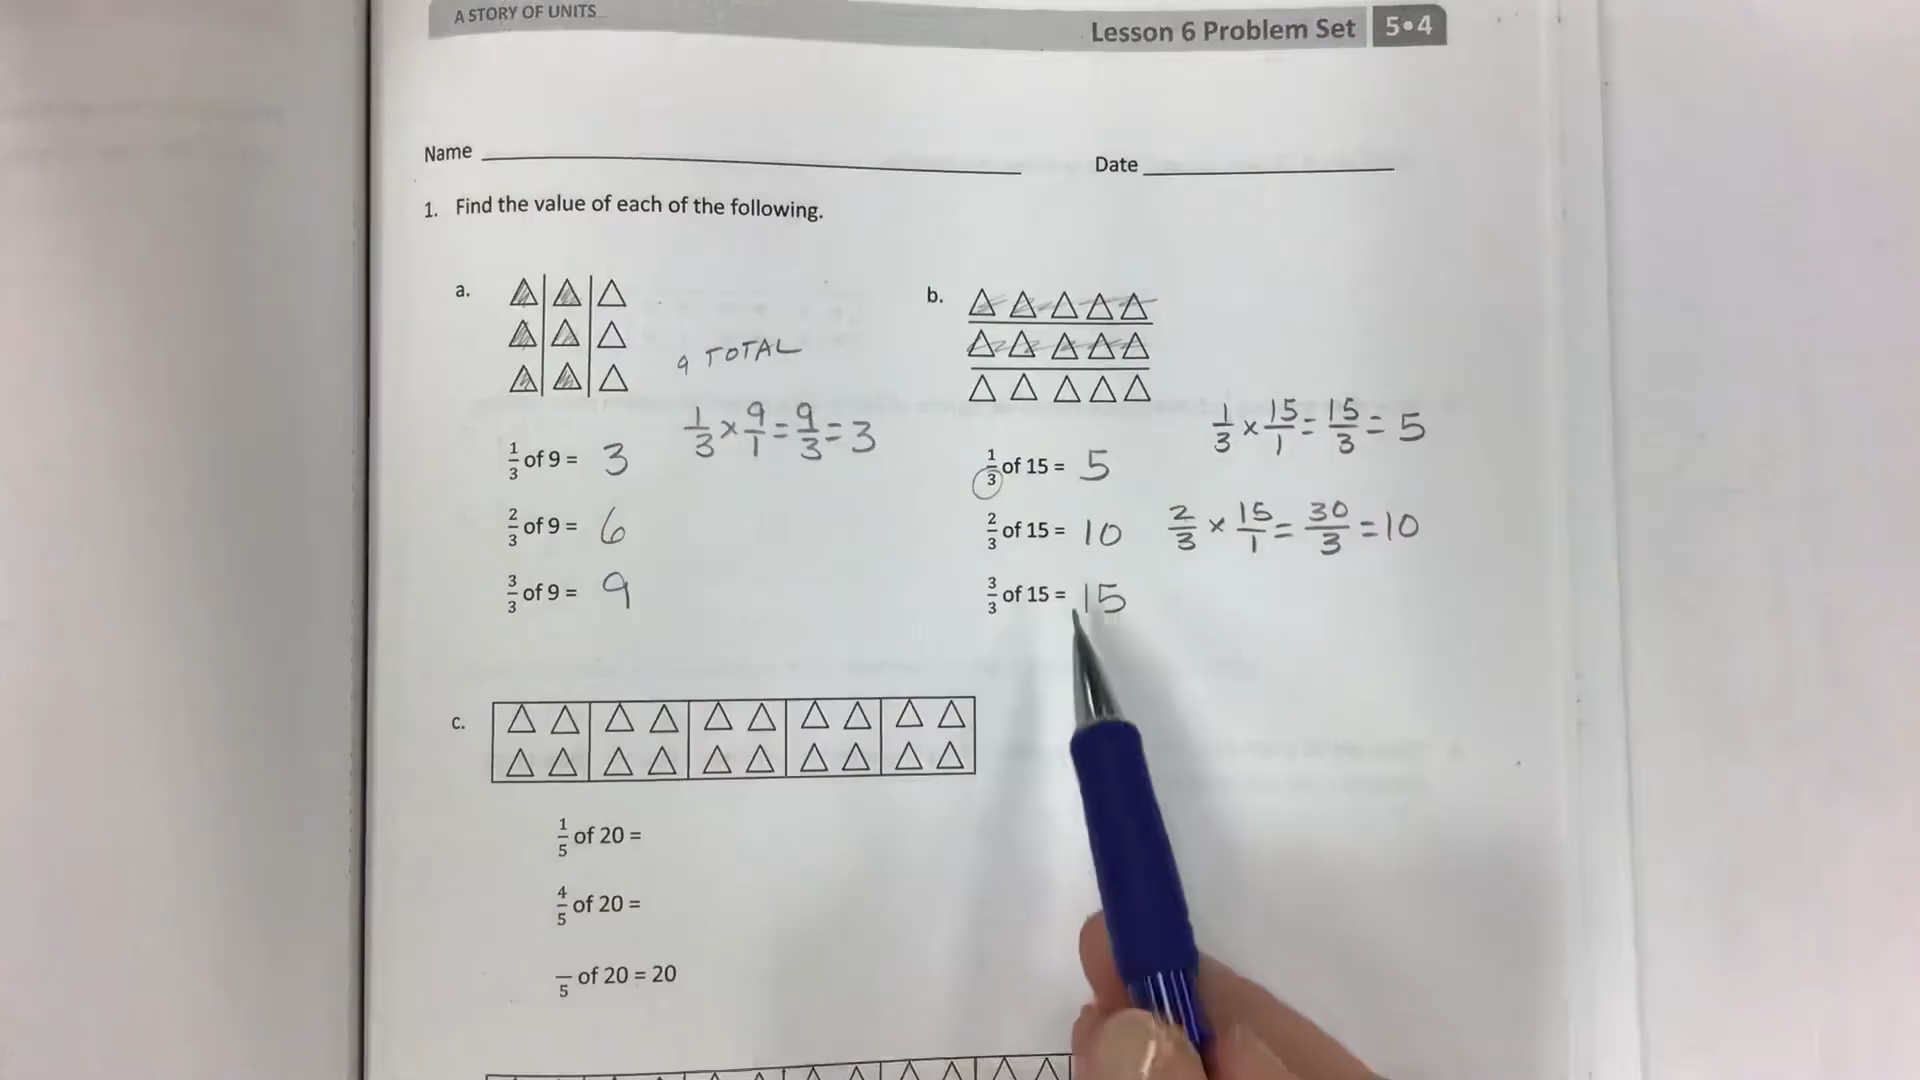 A STORY OF UNITS
Lesson 6 Problem Set 5•4
Name
Date
1. Find the value of each of the following.
a.
9 TOTAL
1/3 × 9/1 = 9/3 = 3
1/3 of 9 = 3
2/3 of 9 = 6
3/3 of 9 = 9
b.
1/3 × 15/1 = 15/3 = 5
1/3 of 15 = 5
2/3 of 15 = 10 2/3 × 15/1 = 30/3 = 10
3/3 of 15 = 15
c.
1/5 of 20 =
4/5 of 20 =
_/5 of 20 = 20